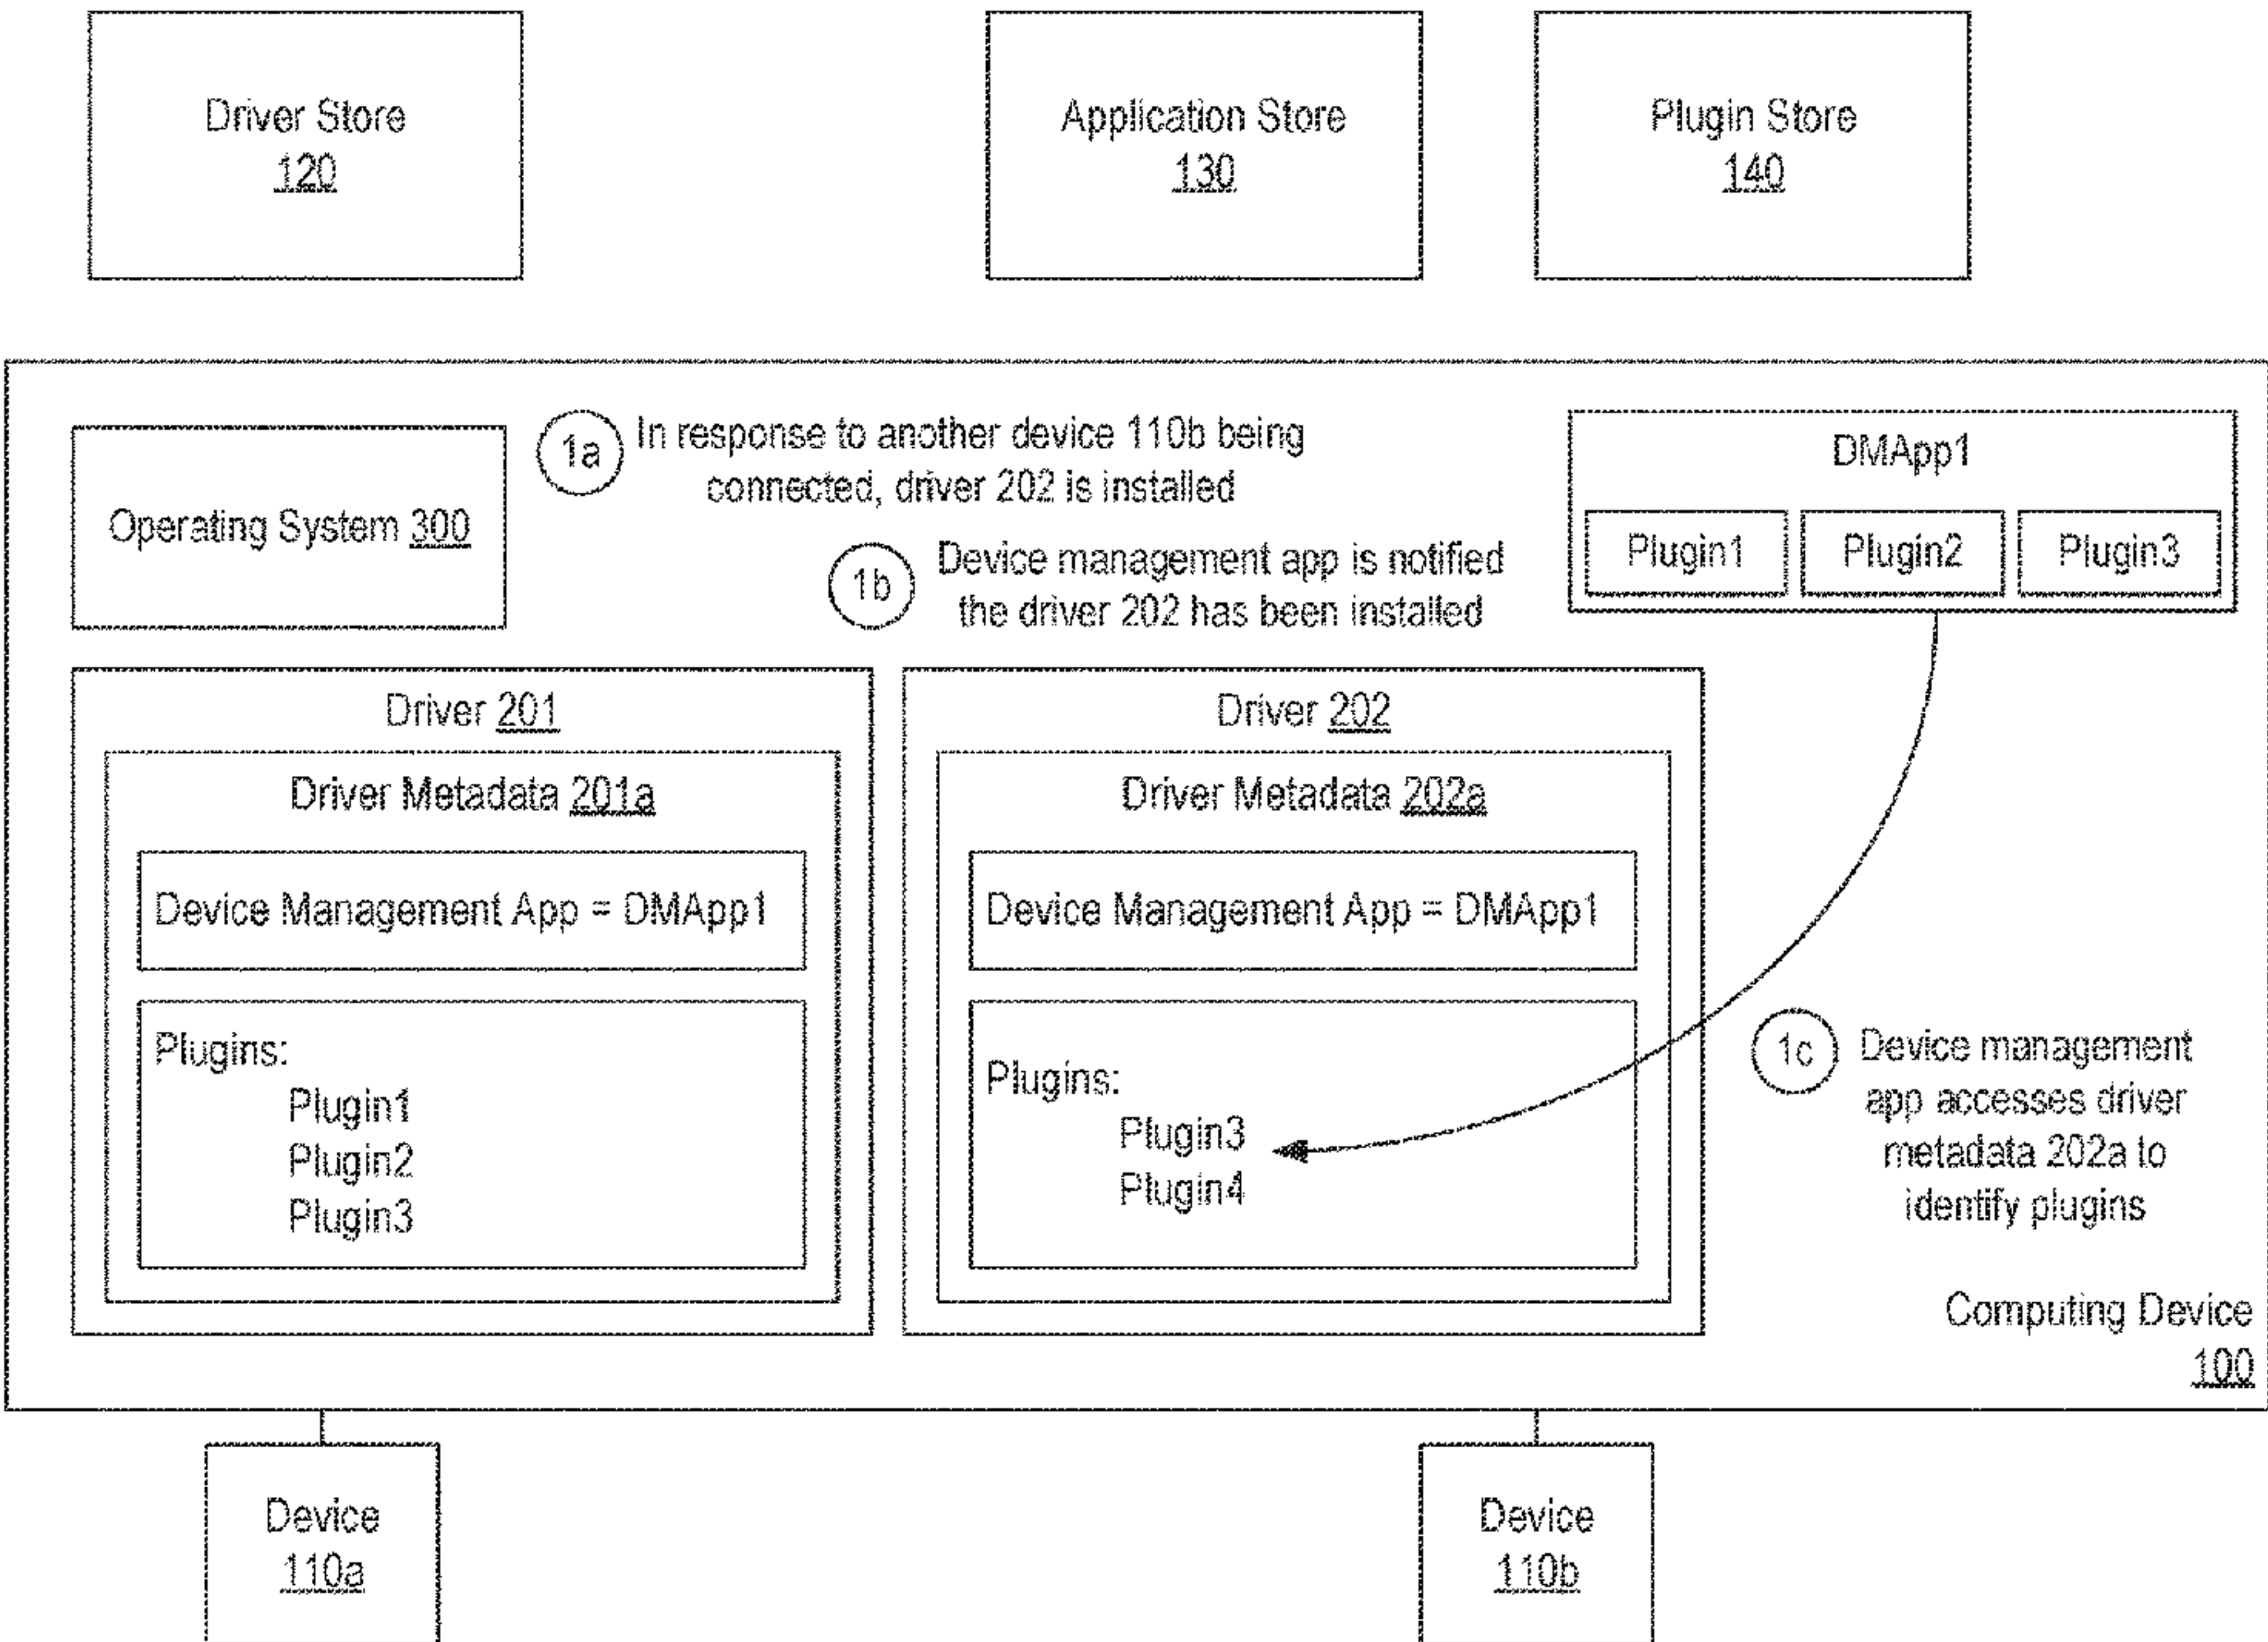 Driver Store
120
Application Store
130
Plugin Store
140
Operating System 300
1a
In response to another device 110b being
connected, driver 202 is installed
1b
Device management app is notified
the driver 202 has been installed
DMApp1
Plugin1
Plugin2
Plugin3
Driver 201
Driver Metadata 201a
Device Management App = DMApp1
Plugins:
Plugin1
Plugin2
Plugin3
Driver 202
Driver Metadata 202a
Device Management App = DMApp1
Plugins:
Plugin3
Plugin4
1c
Device management
app accesses driver
metadata 202a to
identify plugins
Computing Device
100
Device
110a
Device
110b